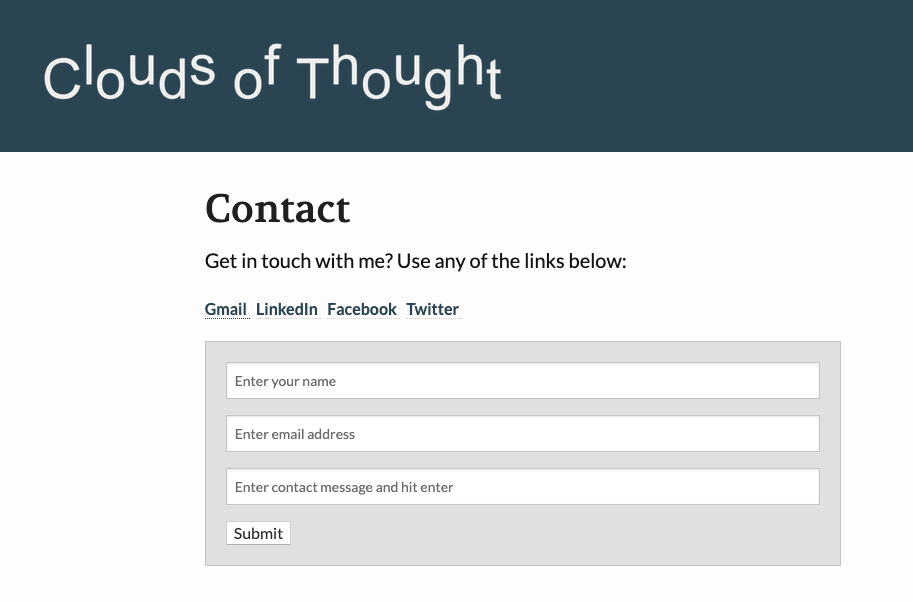 Clouds of Thought
Contact
Get in touch with me? Use any of the links below:
Gmail LinkedIn Facebook Twitter
Enter your name
Enter email address
Enter contact message and hit enter
Submit